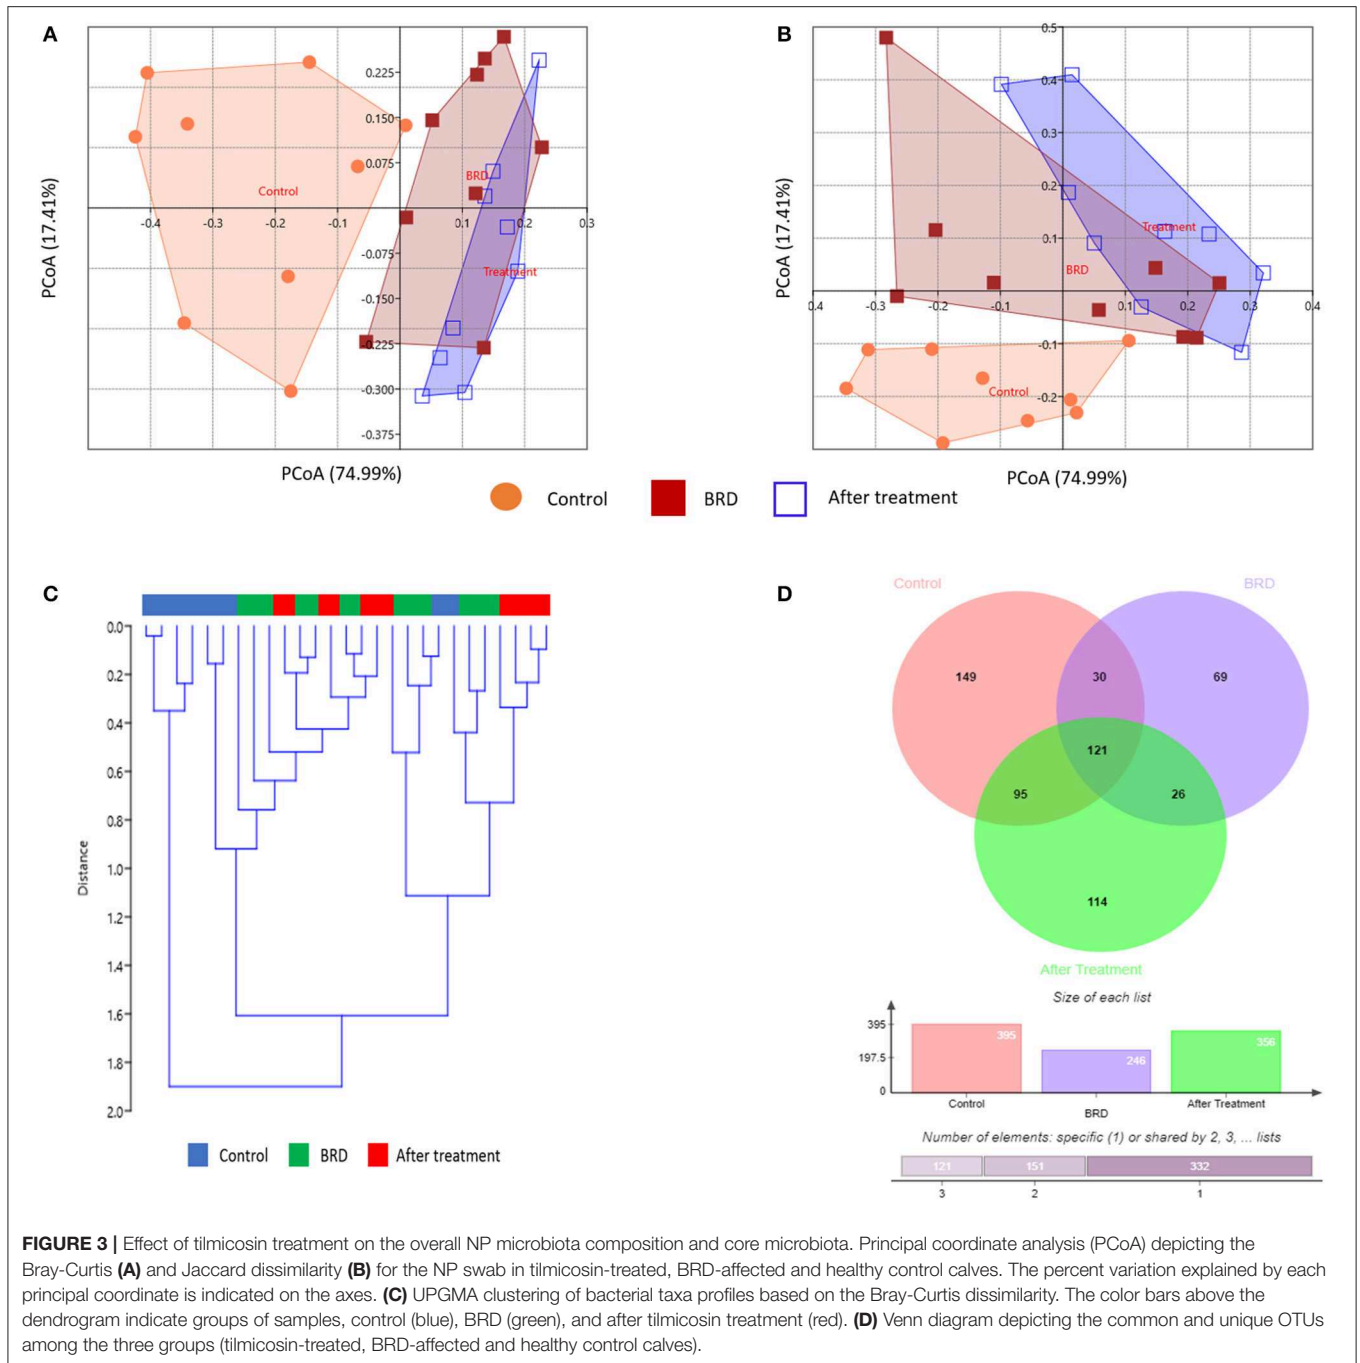 A
0.225
0.150
0.075
-0.4
-0.3
-0.2
-0.1
0.1
0.2
0.3
-0.075
-0.150
-0.225
-0.300
-0.375
Control
BRD
Treatment
PCoA (17.41%)
PCoA (74.99%)
B
0.5
0.4
0.3
0.2
0.1
0.4
-0.3
-0.2
-0.1
0.1
0.2
0.3
0.4
-0.1
-0.2
Treatment
BRD
Control
PCoA (17.41%)
PCoA (74.99%)
Control
BRD
After treatment
C
0.0
0.2
0.4
0.6
0.8
1.0
1.2
1.4
1.6
1.8
2.0
Distance
Control
BRD
After treatment
D
Control
BRD
149
30
69
121
95
26
114
After Treatment
Size of each list
395
197.5
0
395
246
356
Control
BRD
After Treatment
Number of elements: specific (1) or shared by 2, 3, ... lists
121
151
332
3
2
1
FIGURE 3 | Effect of tilmicosin treatment on the overall NP microbiota composition and core microbiota. Principal coordinate analysis (PCoA) depicting the
Bray-Curtis (A) and Jaccard dissimilarity (B) for the NP swab in tilmicosin-treated, BRD-affected and healthy control calves. The percent variation explained by each
principal coordinate is indicated on the axes. (C) UPGMA clustering of bacterial taxa profiles based on the Bray-Curtis dissimilarity. The color bars above the
dendrogram indicate groups of samples, control (blue), BRD (green), and after tilmicosin treatment (red). (D) Venn diagram depicting the common and unique OTUs
among the three groups (tilmicosin-treated, BRD-affected and healthy control calves).